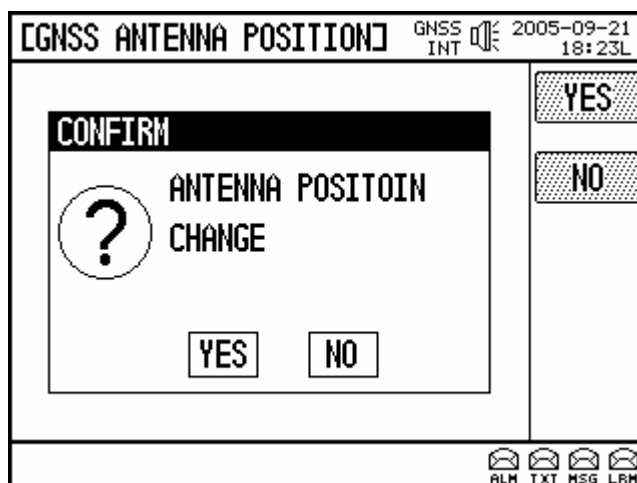 [GNSS ANTENNA POSITION] GNSS INT 2005-09-21 18:23L
YES
CONFIRM
ANTENNA POSITOIN
CHANGE
NO
YES NO
ALM TXT MSG LRM